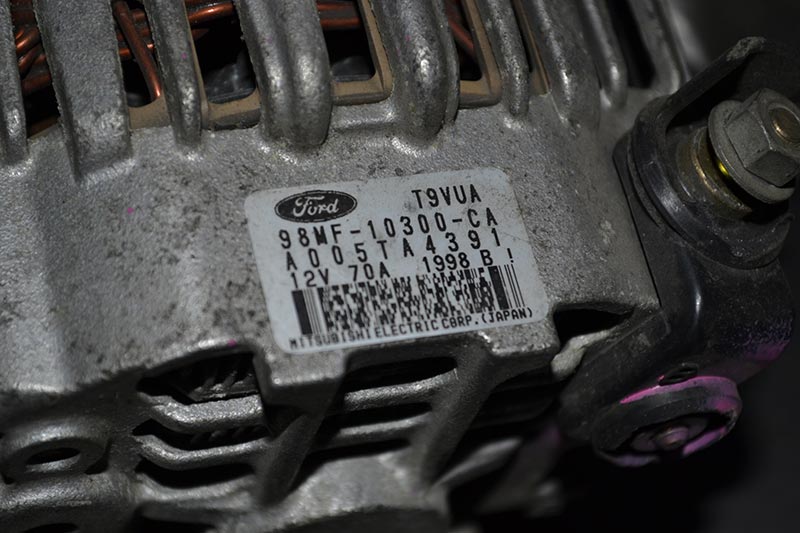 Ford T9VUA
98MF-10300-CA
A005TA4391
12V 70A 1998 B !
MITSUBISHI ELECTRIC CORP. (JAPAN)